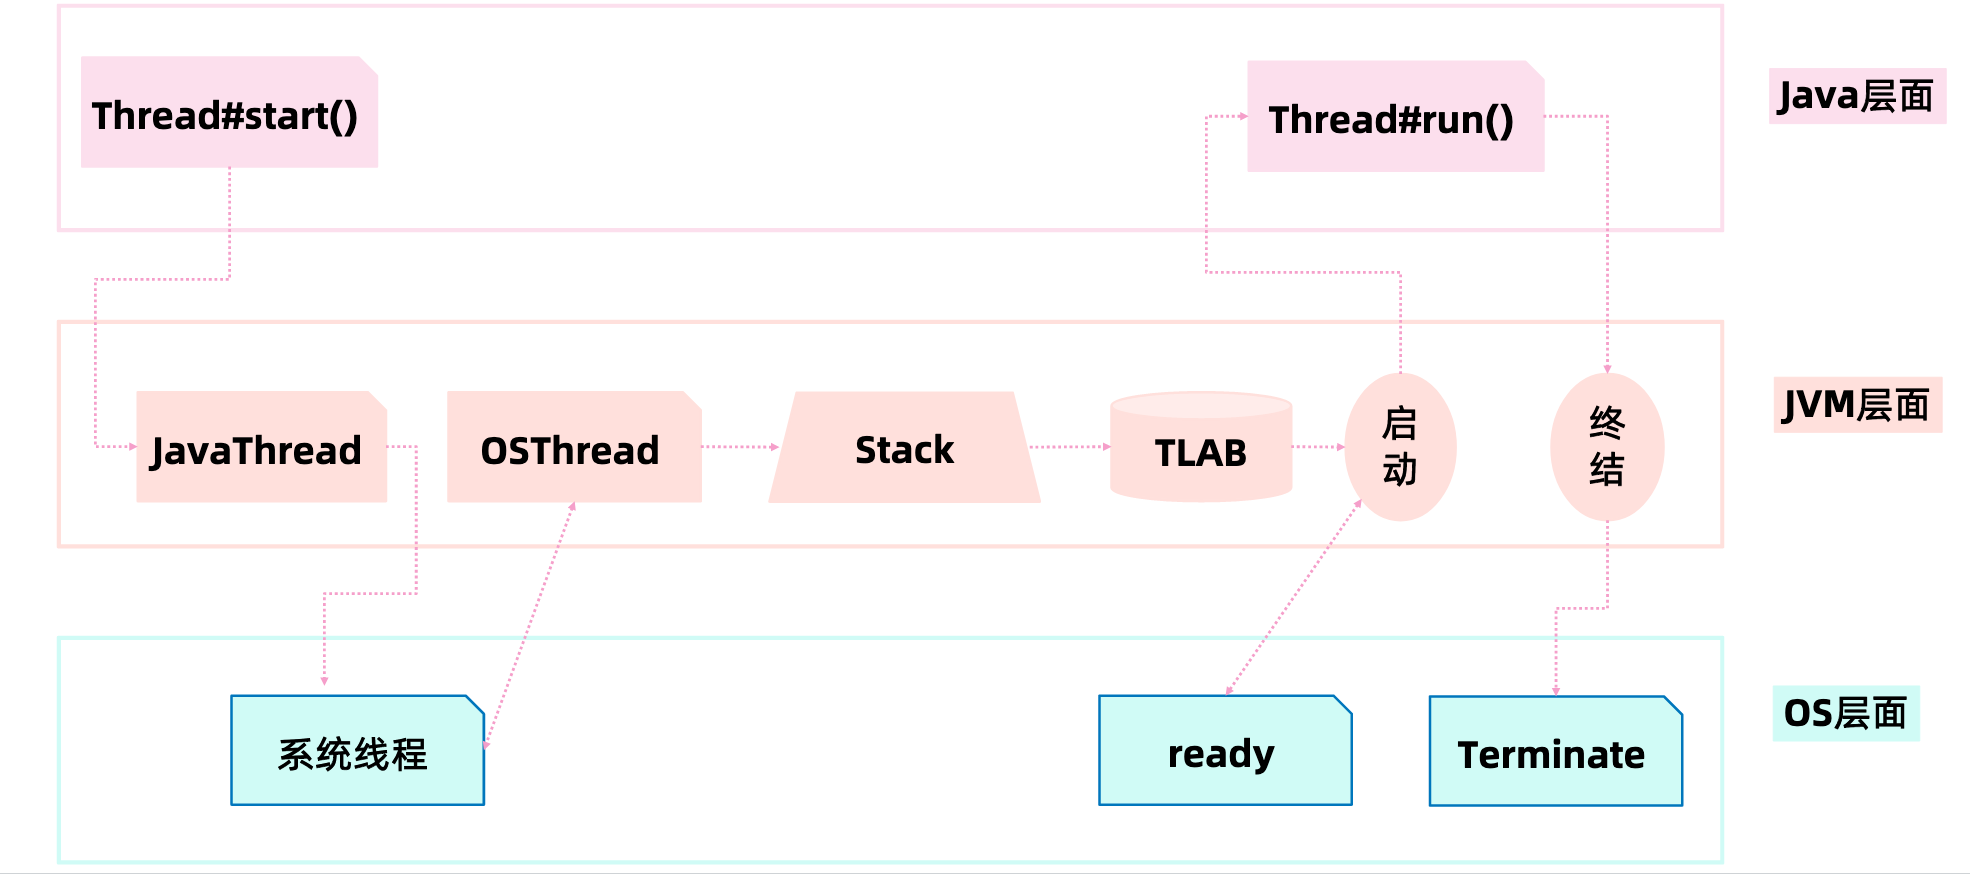 Thread#start()
Thread#run()
Java层面
JavaThread
OSThread
Stack
TLAB
启
动
终
结
JVM层面
系统线程
ready
Terminate
OS层面